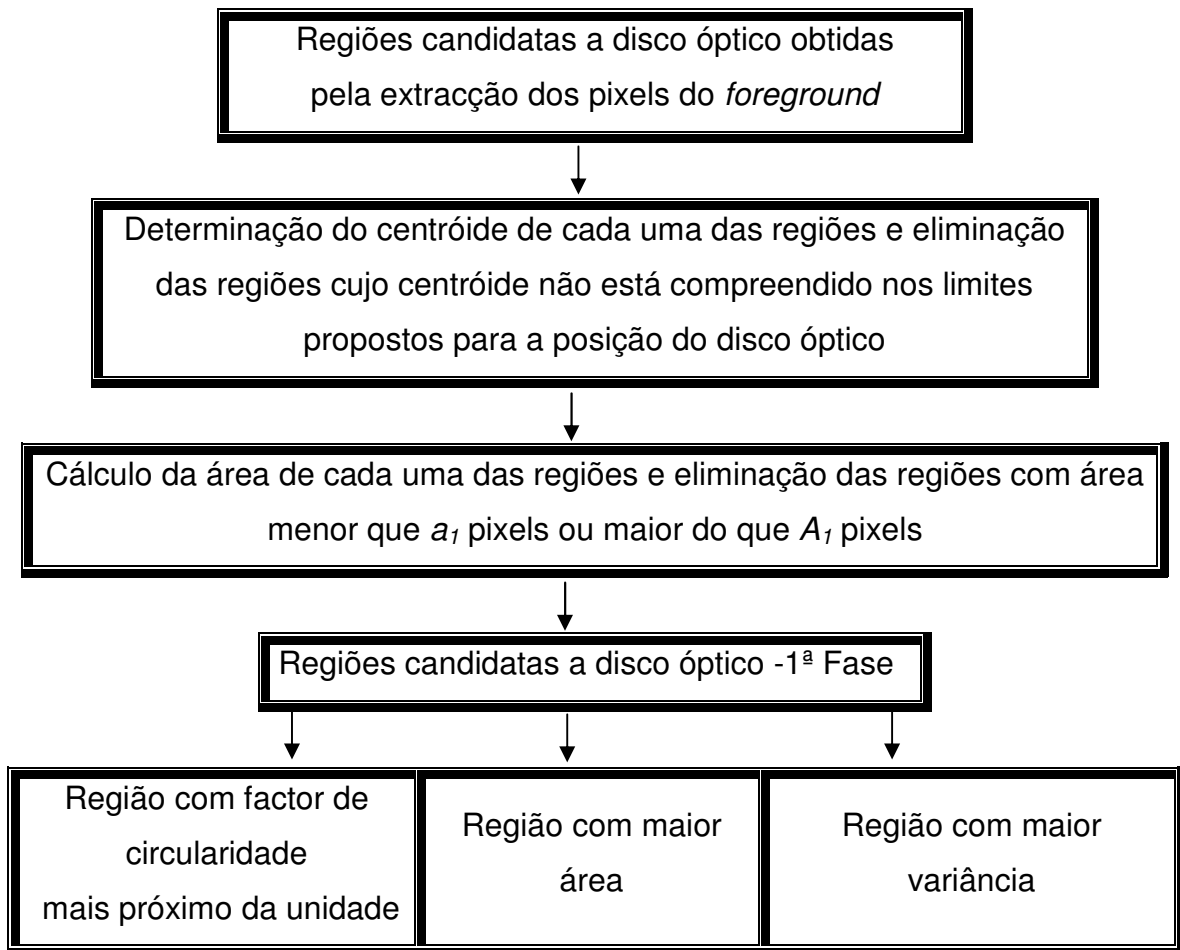 Regiões candidatas a disco óptico obtidas
pela extracção dos pixels do foreground
Determinação do centróide de cada uma das regiões e eliminação
das regiões cujo centróide não está compreendido nos limites
propostos para a posição do disco óptico
Cálculo da área de cada uma das regiões e eliminação das regiões com área
menor que a₁ pixels ou maior do que A₁ pixels
Regiões candidatas a disco óptico -1ª Fase
Região com factor de
circularidade
mais próximo da unidade
Região com maior
área
Região com maior
variância